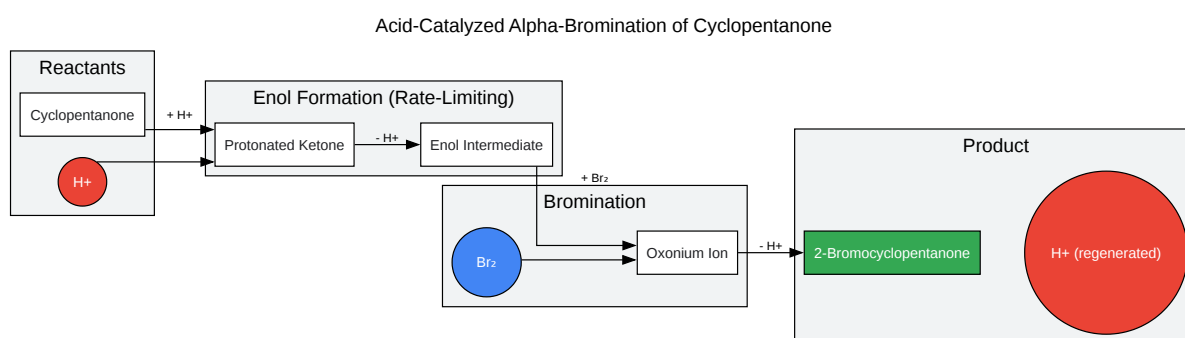 Acid-Catalyzed Alpha-Bromination of Cyclopentanone
Reactants
Cyclopentanone
H+
+ H+
Enol Formation (Rate-Limiting)
Protonated Ketone
- H+
Enol Intermediate
+ Br₂
Bromination
Br₂
Oxonium Ion
- H+
Product
2-Bromocyclopentanone
H+ (regenerated)